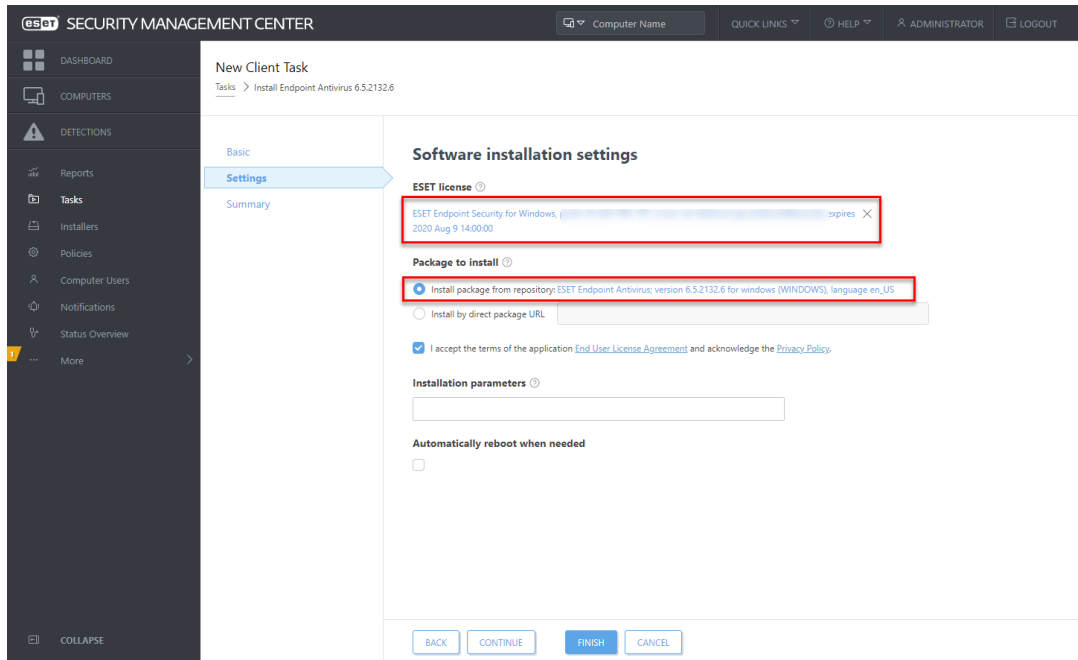 eset SECURITY MANAGEMENT CENTER
Computer Name
QUICK LINKS
HELP
ADMINISTRATOR
LOGOUT
DASHBOARD
COMPUTERS
DETECTIONS
Reports
Tasks
Installers
Policies
Computer Users
Notifications
Status Overview
1
More
COLLAPSE
New Client Task
Tasks > Install Endpoint Antivirus 6.5.2132.6
Basic
Settings
Summary
Software installation settings
ESET license
ESET Endpoint Security for Windows, expires
2020 Aug 9 14:00:00
Package to install
Install package from repository: ESET Endpoint Antivirus; version 6.5.2132.6 for windows (WINDOWS), language en_US
Install by direct package URL
I accept the terms of the application End User License Agreement and acknowledge the Privacy Policy.
Installation parameters
Automatically reboot when needed
BACK
CONTINUE
FINISH
CANCEL